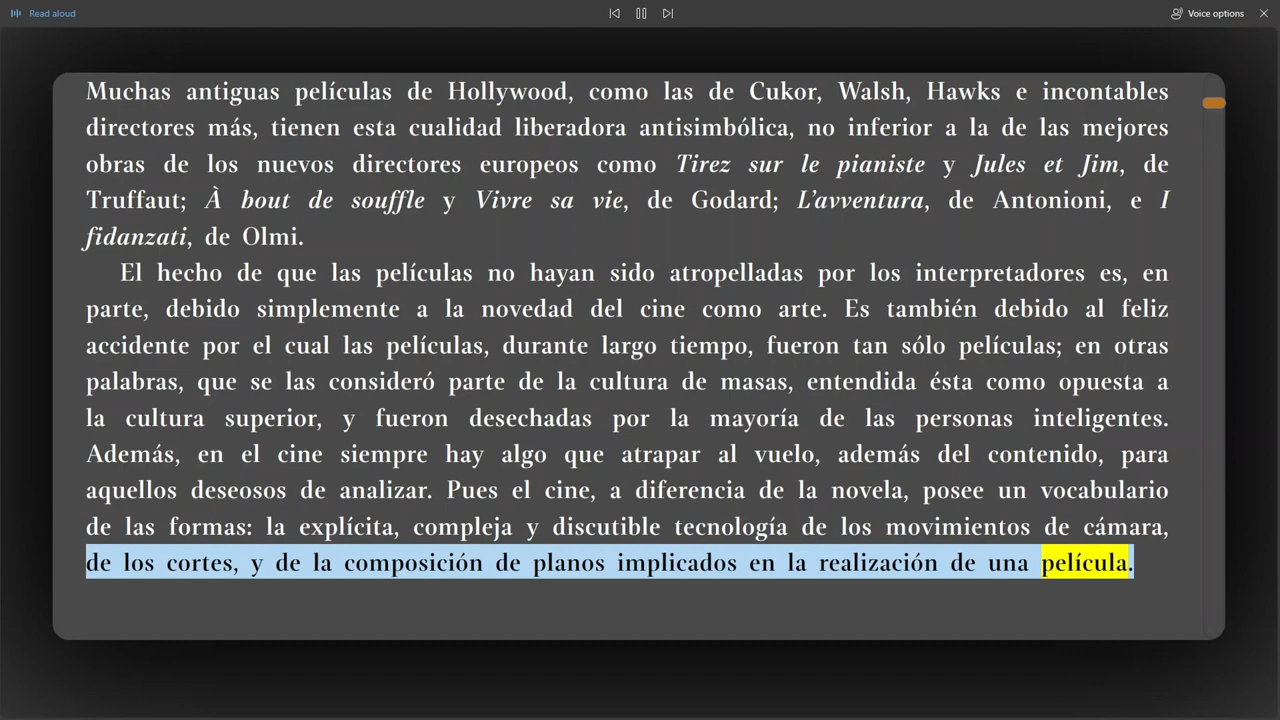 Read aloud
Voice options
Muchas antiguas películas de Hollywood, como las de Cukor, Walsh, Hawks e incontables
directores más, tienen esta cualidad liberadora antisimbólica, no inferior a la de las mejores
obras de los nuevos directores europeos como Tirez sur le pianiste y Jules et Jim, de
Truffaut; À bout de souffle y Vivre sa vie, de Godard; L’avventura, de Antonioni, e I
fidanzati, de Olmi.
El hecho de que las películas no hayan sido atropelladas por los interpretadores es, en
parte, debido simplemente a la novedad del cine como arte. Es también debido al feliz
accidente por el cual las películas, durante largo tiempo, fueron tan sólo películas; en otras
palabras, que se las consideró parte de la cultura de masas, entendida ésta como opuesta a
la cultura superior, y fueron desechadas por la mayoría de las personas inteligentes.
Además, en el cine siempre hay algo que atrapar al vuelo, además del contenido, para
aquellos deseosos de analizar. Pues el cine, a diferencia de la novela, posee un vocabulario
de las formas: la explícita, compleja y discutible tecnología de los movimientos de cámara,
de los cortes, y de la composición de planos implicados en la realización de una película.